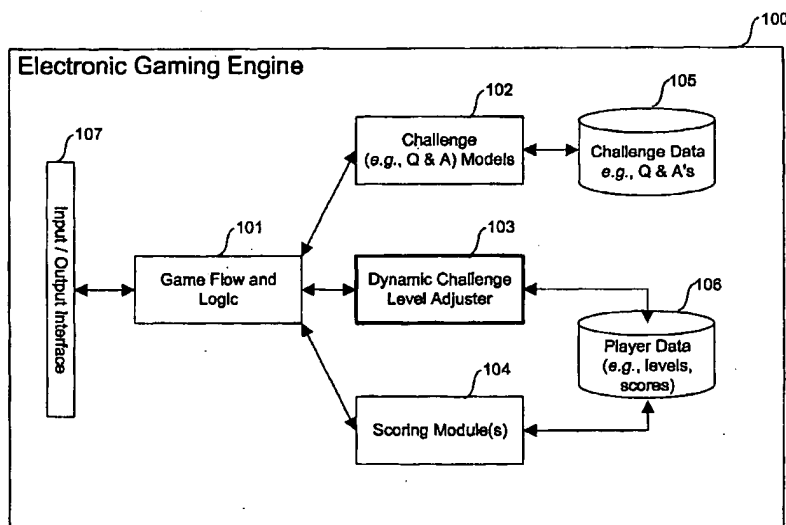 100
Electronic Gaming Engine
102
105
107
Challenge
(e.g., Q & A) Models
Challenge Data
e.g., Q & A's
Input / Output Interface
101
103
Game Flow and
Logic
Dynamic Challenge
Level Adjuster
106
Player Data
(e.g., levels,
scores)
104
Scoring Module(s)